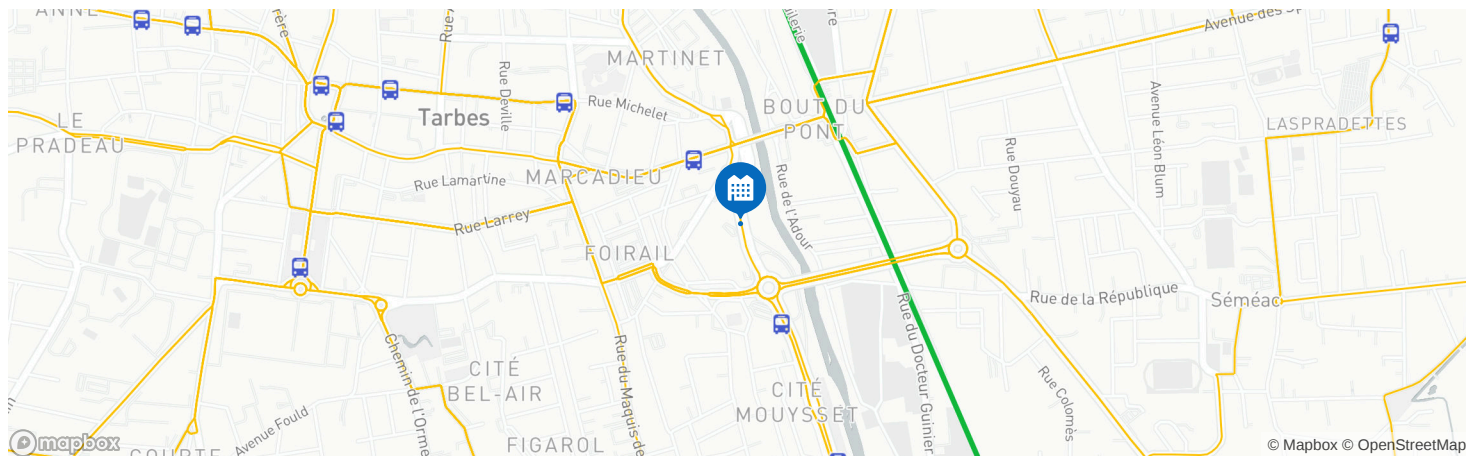 ANNE
MARTINET
Avenue des Sp
Rue Deville
Rue Michelet
BOUT DU
PONT
Tarbes
LE
PRADEAU
LASPRADETTES
Avenue Léon Blum
Rue Douyau
MARCADIEU
Rue Lamartine
Rue de l'Adour
Rue Larrey
FOIRAIL
Rue de la République
Séméac
Rue du Docteur Guinier
Chemin de l'Orme
Rue du Maquis de
CITÉ
BEL-AIR
CITÉ
MOUYSSET
Rue Colomès
Avenue Fould
FIGAROL
mapbox
© Mapbox © OpenStreetMap